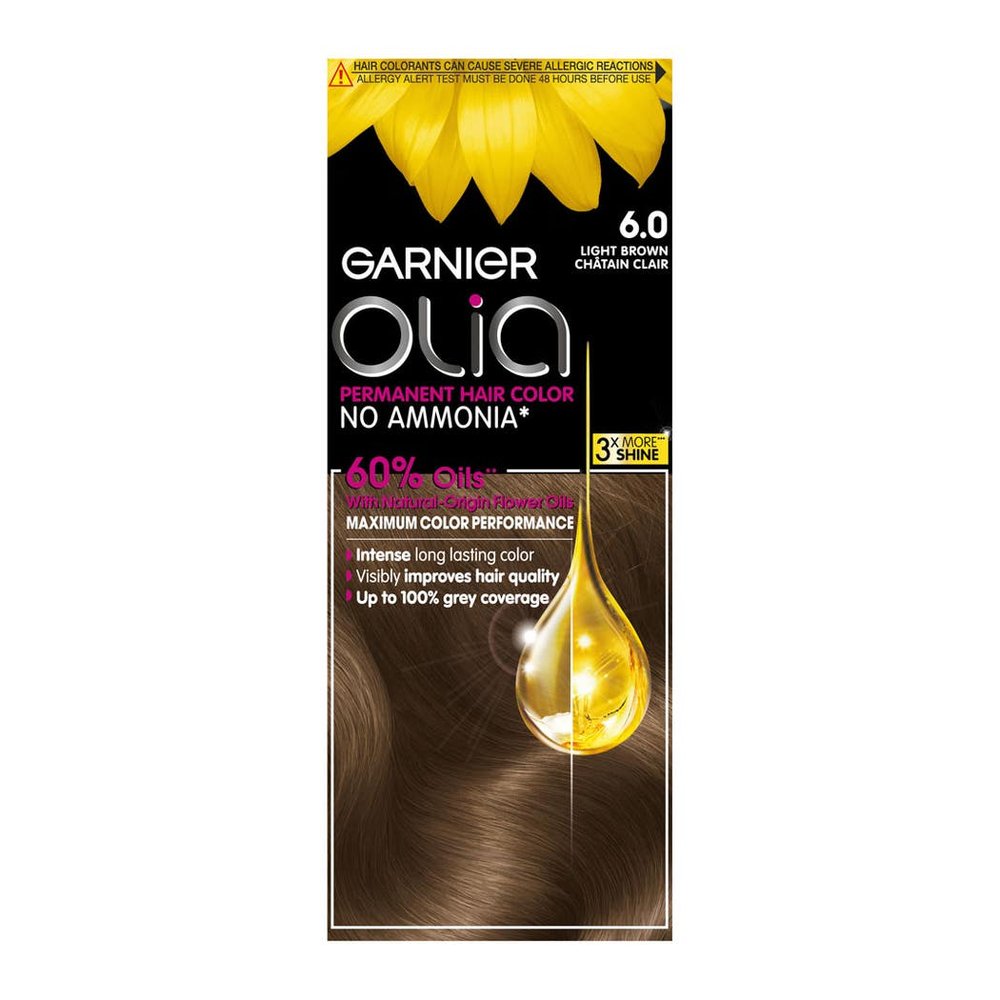 HAIR COLORANTS CAN CAUSE SEVERE ALLERGIC REACTIONS
ALLERGY ALERT TEST MUST BE DONE 48 HOURS BEFORE USE
6.0
LIGHT BROWN
CHÂTAIN CLAIR
GARNIER
OLIA
PERMANENT HAIR COLOR
NO AMMONIA*
3X MORE***
SHINE
60% Oils**
With Natural-Origin Flower Oils
MAXIMUM COLOR PERFORMANCE
Intense long lasting color
Visibly improves hair quality
Up to 100% grey coverage